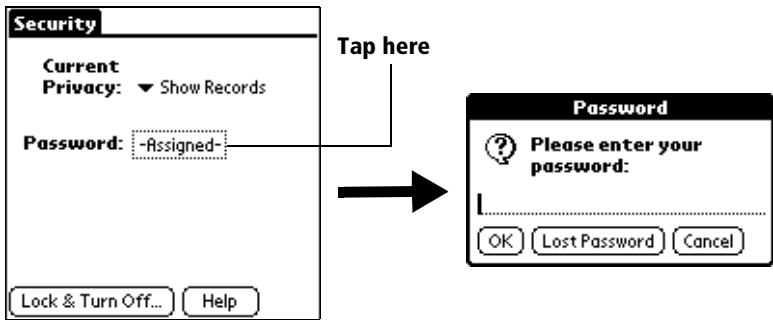 Security
Tap here
Current
Privacy: Show Records
Password: -Assigned-
Lock & Turn Off... Help
Password
Please enter your
password:
OK Lost Password Cancel